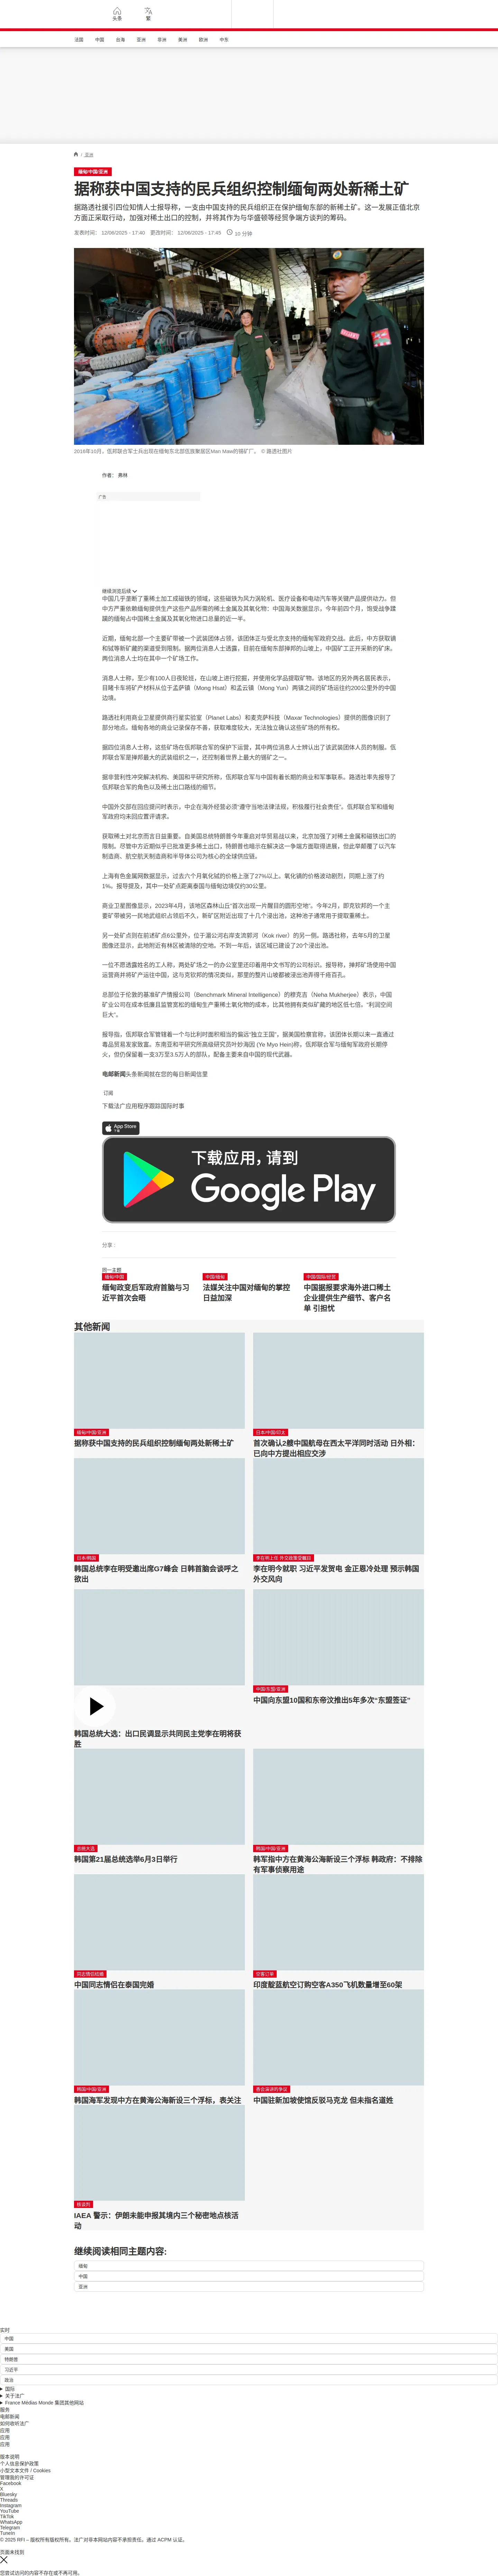 头条
繁
法国
中国
台海
亚洲
非洲
美洲
欧洲
中东
亚洲
缅甸/中国/亚洲
据称获中国支持的民兵组织控制缅甸两处新稀土矿
据路透社援引四位知情人士报导称，一支由中国支持的民兵组织正在保护缅甸东部的新稀土矿。这一发展正值北京方面正采取行动，加强对稀土出口的控制，并将其作为与华盛顿等经贸争端方谈判的筹码。
发表时间： 12/06/2025 - 17:40 更改时间： 12/06/2025 - 17:45 10 分钟
2016年10月，佤邦联合军士兵出现在缅甸东北部佤族聚居区Man Maw的锡矿厂。 © 路透社图片
作者： 弗林
广告
继续浏览后续
中国几乎垄断了重稀土加工成磁铁的领域，这些磁铁为风力涡轮机、医疗设备和电动汽车等关键产品提供动力。但中方严重依赖缅甸提供生产这些产品所需的稀土金属及其氧化物：中国海关数据显示，今年前四个月，饱受战争蹂躏的缅甸占中国稀土金属及其氧化物进口总量的近一半。
近期，缅甸北部一个主要矿带被一个武装团体占领，该团体正与受北京支持的缅甸军政府交战。此后，中方获取镝和铽等新矿藏的渠道受到限制。据两位消息人士透露，目前在缅甸东部掸邦的山坡上，中国矿工正开采新的矿床。两位消息人士均在其中一个矿场工作。
消息人士称，至少有100人日夜轮班，在山坡上进行挖掘，并使用化学品提取矿物。该地区的另外两名居民表示，目睹卡车将矿产材料从位于孟萨镇（Mong Hsat）和孟云镇（Mong Yun）两镇之间的矿场运往约200公里外的中国边境。
路透社利用商业卫星提供商行星实验室（Planet Labs）和麦克萨科技（Maxar Technologies）提供的图像识别了部分地点。缅甸各地的商业记录保存不善，获取难度较大，无法独立确认这些矿场的所有权。
据四位消息人士称，这些矿场在佤邦联合军的保护下运营，其中两位消息人士辨认出了该武装团体人员的制服。佤邦联合军是掸邦最大的武装组织之一，还控制着世界上最大的锡矿之一。
据非营利性冲突解决机构、美国和平研究所称，佤邦联合军与中国有着长期的商业和军事联系。路透社率先报导了佤邦联合军的角色以及稀土出口路线的细节。
中国外交部在回应提问时表示，中企在海外经营必须“遵守当地法律法规，积极履行社会责任”。佤邦联合军和缅甸军政府均未回应置评请求。
获取稀土对北京而言日益重要。自美国总统特朗普今年重启对华贸易战以来，北京加强了对稀土金属和磁铁出口的限制。尽管中方近期似乎已批准更多稀土出口，特朗普也暗示在解决这一争端方面取得进展，但此举颠覆了以汽车制造商、航空航天制造商和半导体公司为核心的全球供应链。
上海有色金属网数据显示，过去六个月氧化铽的价格上涨了27%以上。氧化镝的价格波动剧烈，同期上涨了约1%。报导提及，其中一处矿点距离泰国与缅甸边境仅约30公里。
商业卫星图像显示，2023年4月，该地区森林山丘“首次出现一片醒目的圆形空地”。今年2月，即克钦邦的一个主要矿带被另一民地武组织占领后不久，新矿区附近出现了十几个浸出池，这种池子通常用于提取重稀土。
另一处矿点则在前述矿点6公里外，位于湄公河右岸支流郭河（Kok river）的另一侧。路透社称，去年5月的卫星图像还显示，此地附近有林区被清除的空地。不到一年后，该区域已建设了20个浸出池。
一位不愿透露姓名的工人称，两处矿场之一的办公室里还印着用中文书写的公司标识。报导称，掸邦矿场使用中国运营商并将矿产运往中国，这与克钦邦的情况类似，那里的整片山坡都被浸出池弄得千疮百孔。
总部位于伦敦的基准矿产情报公司（Benchmark Mineral Intelligence）的穆克吉（Neha Mukherjee）表示，中国矿业公司在成本低廉且监管宽松的缅甸生产重稀土氧化物的成本，比其他拥有类似矿藏的地区低七倍。“利润空间巨大”。
报导指，佤邦联合军管辖着一个与比利时面积相当的偏远“独立王国”，据美国检察官称，该团体长期以来一直通过毒品贸易发家致富。东南亚和平研究所高级研究员叶妙海因 (Ye Myo Hein)称，佤邦联合军与缅甸军政府长期停火，但仍保留着一支3万至3.5万人的部队，配备主要来自中国的现代武器。
电邮新闻头条新闻就在您的每日新闻信里
订阅
下载法广应用程序跟踪国际时事
App Store
下载应用，请到
Google Play
分享 :
同一主题
缅甸/中国
缅甸政变后军政府首脑与习近平首次会晤
中国/缅甸
法媒关注中国对缅甸的掌控日益加深
中国/国际/经贸
中国据报要求海外进口稀土企业提供生产细节、客户名单 引担忧
其他新闻
缅甸/中国/亚洲
据称获中国支持的民兵组织控制缅甸两处新稀土矿
日本/中国/印太
首次确认2艘中国航母在西太平洋同时活动 日外相：已向中方提出相应交涉
日本/韩国
韩国总统李在明受邀出席G7峰会 日韩首脑会谈呼之欲出
李在明上任 外交政策受瞩目
李在明今就职 习近平发贺电 金正恩冷处理 预示韩国外交风向
韩国总统大选：出口民调显示共同民主党李在明将获胜
中国/东盟/亚洲
中国向东盟10国和东帝汶推出5年多次“东盟签证”
总统大选
韩国第21届总统选举6月3日举行
韩国/中国/亚洲
韩军指中方在黄海公海新设三个浮标 韩政府：不排除有军事侦察用途
同志情侣结婚
中国同志情侣在泰国完婚
空客订单
印度靛蓝航空订购空客A350飞机数量增至60架
韩国/中国/亚洲
韩国海军发现中方在黄海公海新设三个浮标，表关注
香会演讲的争议
中国驻新加坡使馆反驳马克龙 但未指名道姓
核谈判
IAEA 警示：伊朗未能申报其境内三个秘密地点核活动
继续阅读相同主题内容:
缅甸
中国
亚洲
实时
中国
美国
特朗普
习近平
政治
国际
关于法广
France Médias Monde 集团其他网站
服务
电邮新闻
如何收听法广
应用
应用
应用
版本说明
个人信息保护政策
小型文本文件 / Cookies
管理我的许可证
Facebook
X
Bluesky
Threads
Instagram
YouTube
TikTok
WhatsApp
Telegram
TuneIn
© 2025 RFI – 版权所有版权所有。法广对非本网站内容不承担责任。通过 ACPM 认证。
页面未找到
您尝试访问的内容不存在或不再可用。